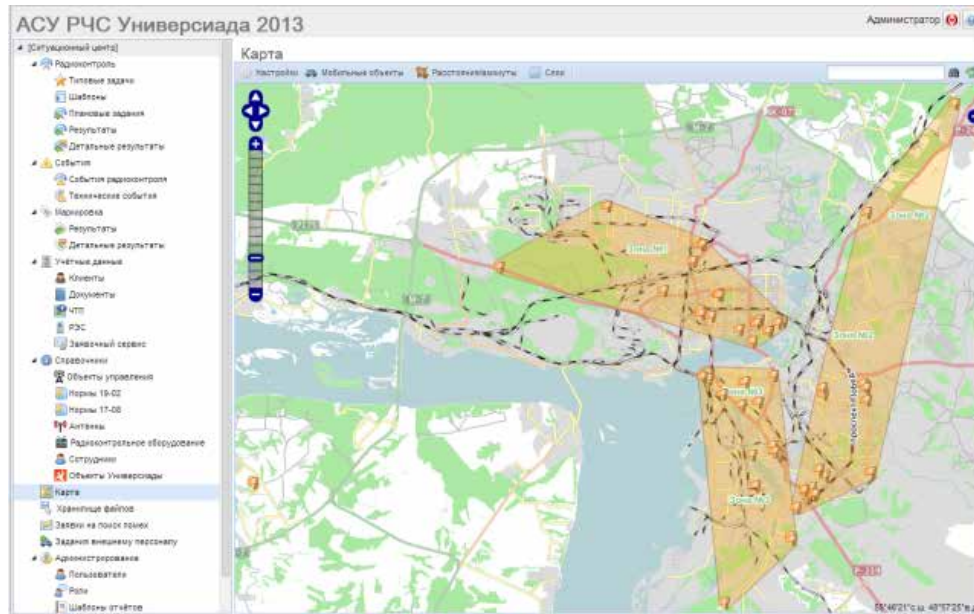 АСУ РЧС Универсиада 2013
Администратор
[Ситуационный центр]
Радиоконтроль
Типовые задачи
Шаблоны
Плановые задания
Результаты
Детальные результаты
События
События радиоконтроля
Технические события
Маркировка
Результаты
Детальные результаты
Учётные данные
Клиенты
Документы
ЧТП
РЭС
Заявочный сервис
Справочники
Объекты управления
Нормы 19-02
Нормы 17-08
Антенны
Радиоконтрольное оборудование
Сотрудники
Объекты Универсиады
Карта
Хранилище файлов
Заявки на поиск помех
Задания внешнему персоналу
Администрирование
Пользователи
Роли
Шаблоны отчётов
Карта
Настройки Мобильные объекты Расстояния/азимуты Слои
Зона №2
Зона №1
Зона №2
Зона №3
Зона №3